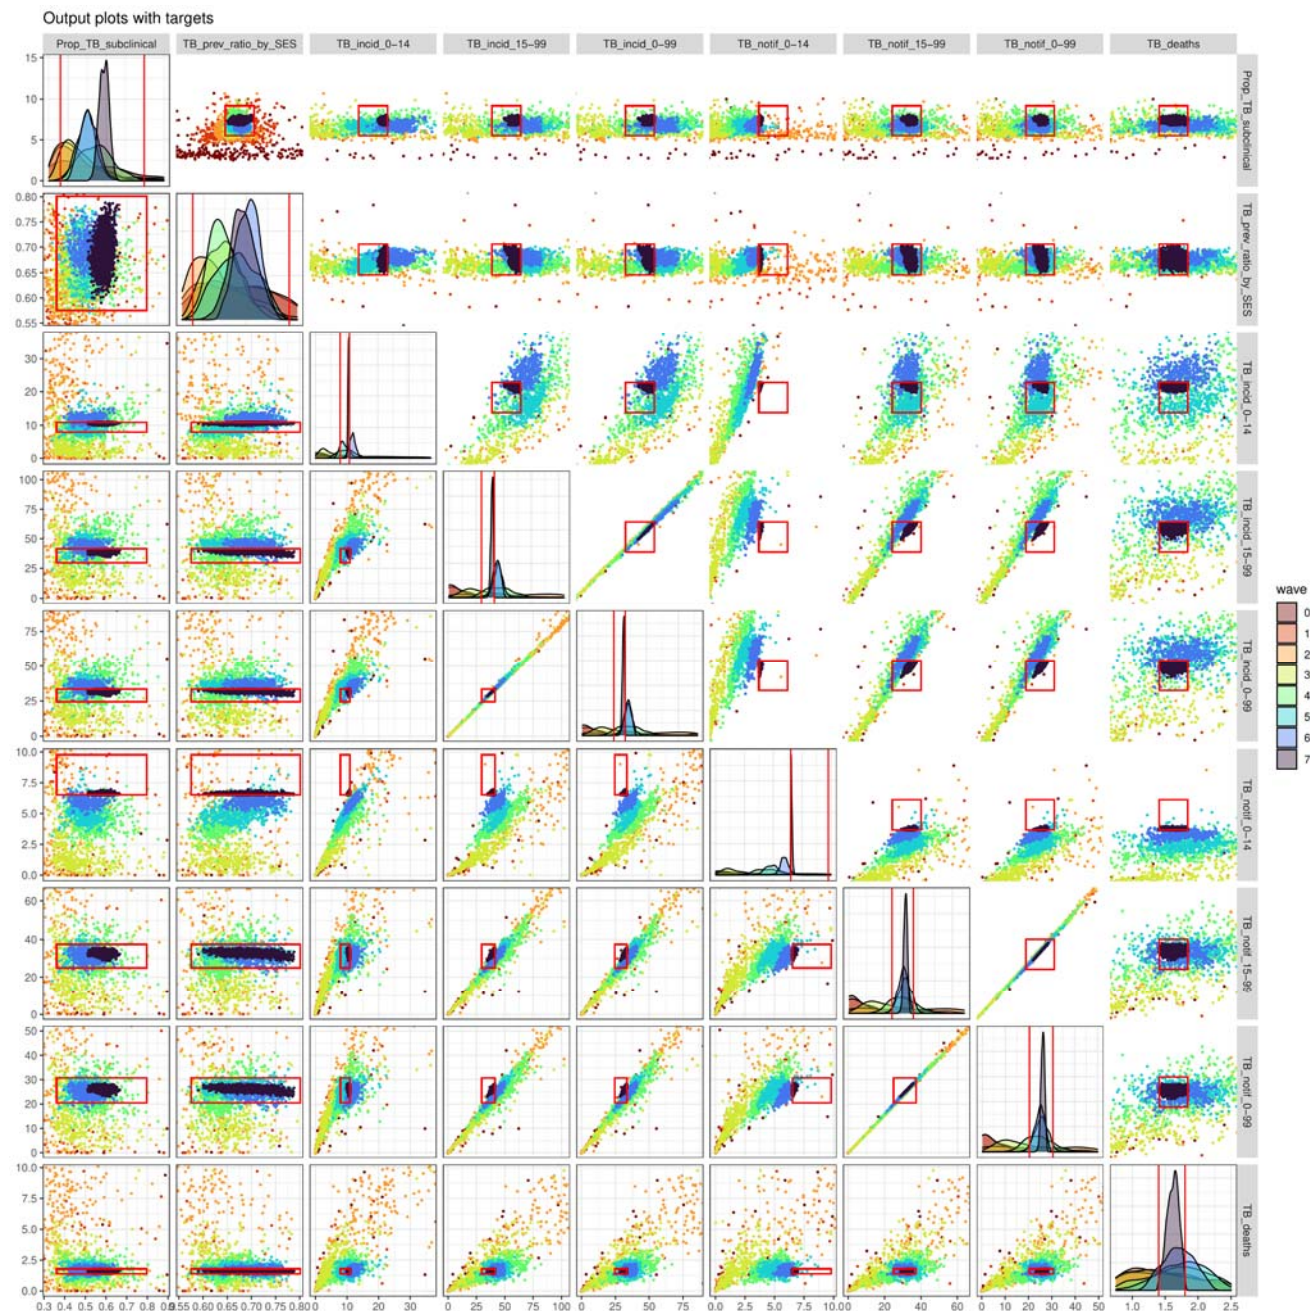 Output plots with targets
Prop_TB_subclinical TB_prev_ratio_by_SES TB_incid_0−14 TB_incid_15−99 TB_incid_0−99 TB_notif_0−14 TB_notif_15−99 TB_notif_0−99 TB_deaths
15
10
5
0
Prop_TB_subclinical
0.80
0.75
0.70
0.65
0.60
0.55
TB_prev_ratio_by_SES
30
20
10
0
TB_incid_0−14
100
75
50
25
0
TB_incid_15−99
75
50
25
0
TB_incid_0−99
wave
0
1
2
3
4
5
6
7
10.0
7.5
5.0
2.5
0.0
TB_notif_0−14
60
40
20
0
TB_notif_15−99
50
40
30
20
10
0
TB_notif_0−99
10.0
7.5
5.0
2.5
0.0
TB_deaths
0.3 0.4 0.5 0.6 0.7 0.8 0.9
0.55 0.60 0.65 0.70 0.75 0.80
0 10 20 30
0 25 50 75 100
0 25 50 75
0.0 2.5 5.0 7.5 10.0
0 20 40 60
0 10 20 30 40 50
1.0 1.5 2.0 2.5